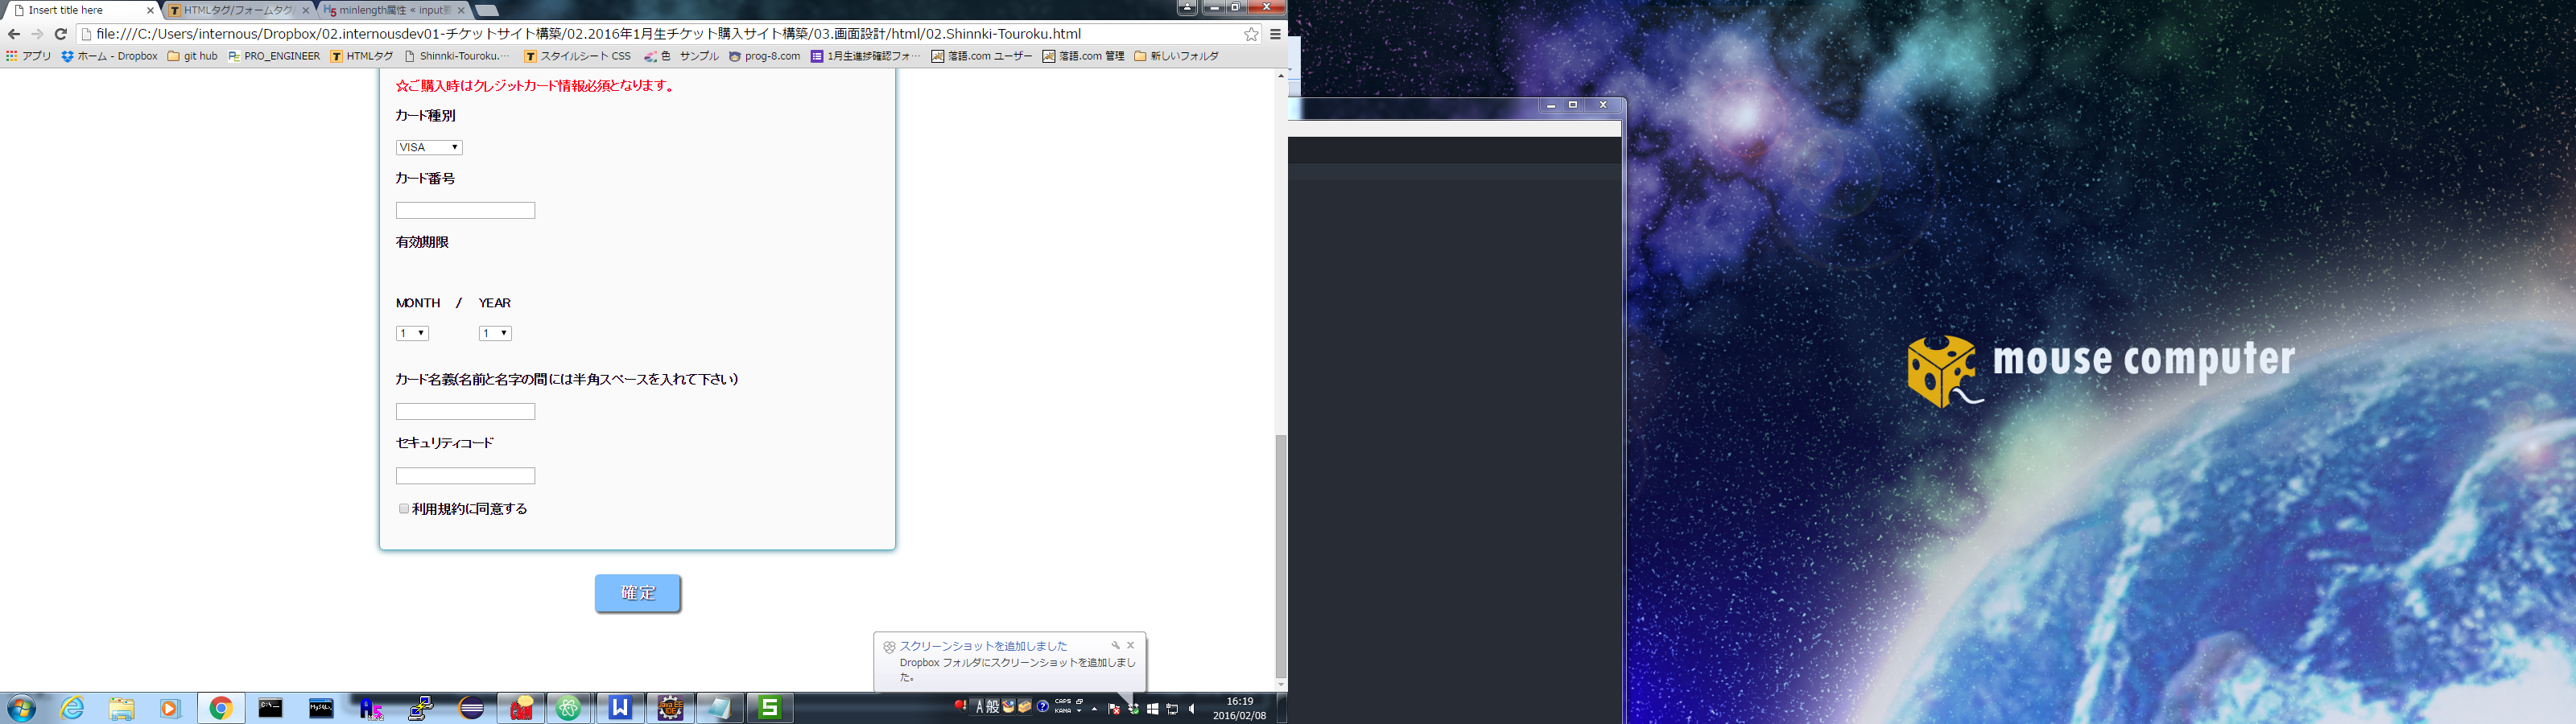 Insert title here
HTMLタグ/フォームタグ/
minlength属性 « input要
file:///C:/Users/internous/Dropbox/02.internousdev01-チケットサイト構築/02.2016年1月生チケット購入サイト構築/03.画面設計/html/02.Shinnki-Touroku.html
アプリ ホーム - Dropbox git hub PRO_ENGINEER HTMLタグ Shinnki-Touroku.… スタイルシート CSS 色 サンプル prog-8.com 1月生進捗確認フォ… 落語.com ユーザー 落語.com 管理 新しいフォルダ
☆ご購入時はクレジットカード情報必須となります。
カード種別
VISA
カード番号
有効期限
MONTH / YEAR
1 1
カード名義(名前と名字の間には半角スペースを入れて下さい)
セキュリティコード
利用規約に同意する
確定
スクリーンショットを追加しました
Dropbox フォルダにスクリーンショットを追加しまし
た。
A 般
CAPS
KANA
16:19
2016/02/08
mouse computer